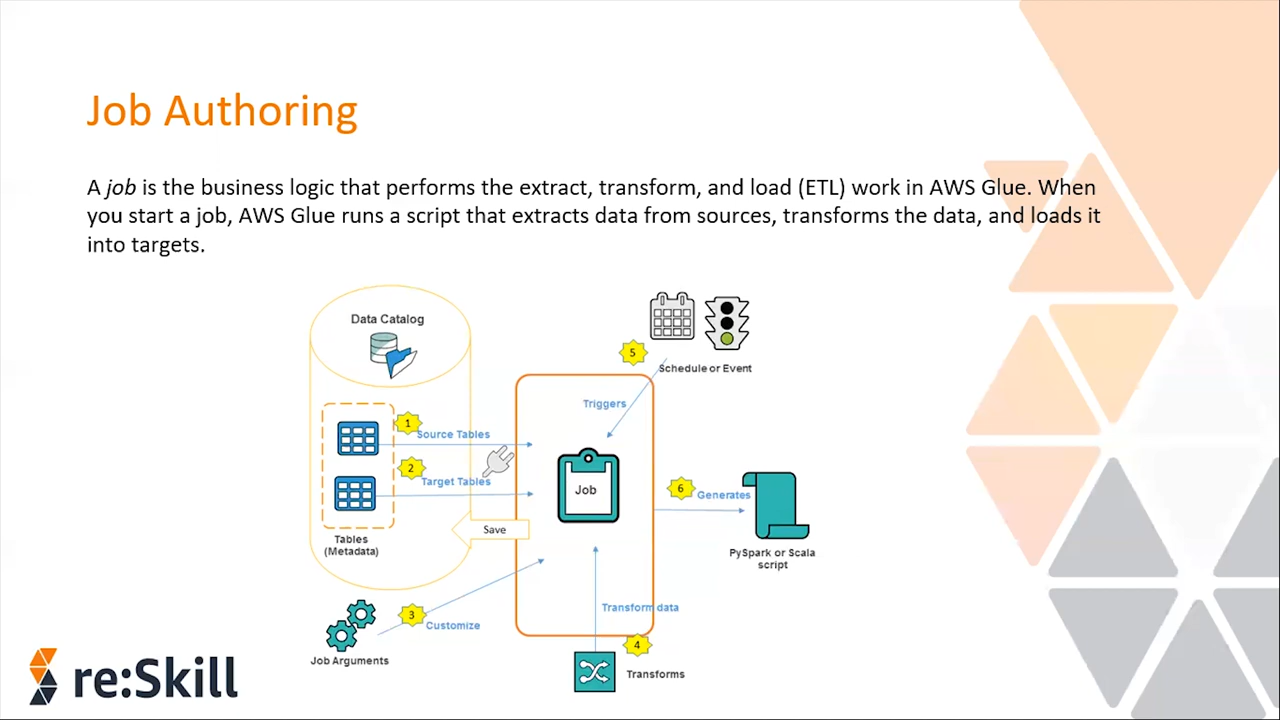 Job Authoring
A job is the business logic that performs the extract, transform, and load (ETL) work in AWS Glue. When
you start a job, AWS Glue runs a script that extracts data from sources, transforms the data, and loads it
into targets.
Data Catalog
5
Schedule or Event
Triggers
1
Source Tables
2
Target Tables
Job
6
Generates
Save
Tables
(Metadata)
PySpark or Scala
script
3
Customize
Transform data
4
Job Arguments
Transforms
re:Skill